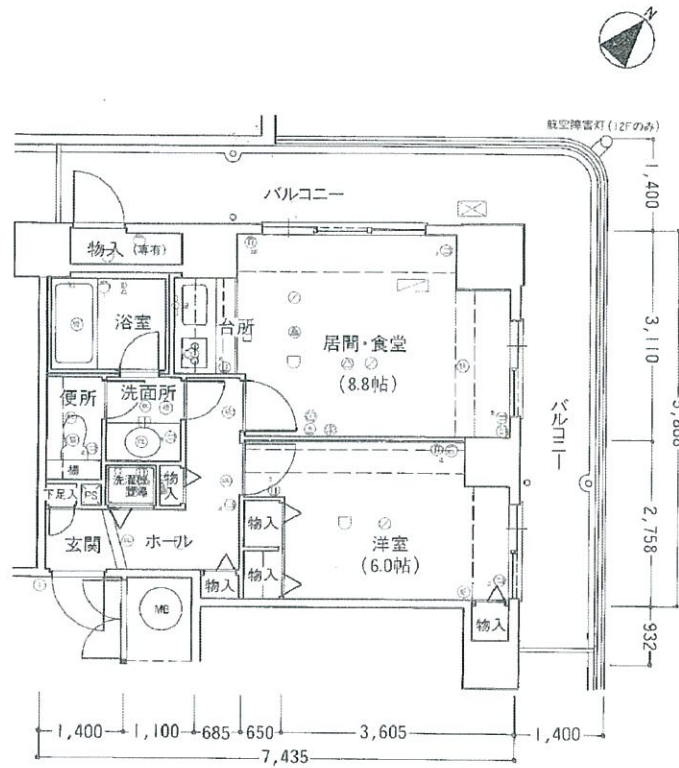 N
航空障害灯(12Fのみ)
バルコニー
1,400
物入 (専有)
浴室
台所
居間・食堂
(8.8帖)
3,110
バルコニー
便所
洗面所
棚
洗濯機
置場
物入
下足入
PS
玄関
ホール
物入
物入
物入
洋室
(6.0帖)
2,758
MB
物入
932
1,400
1,100
685
650
3,605
1,400
7,435